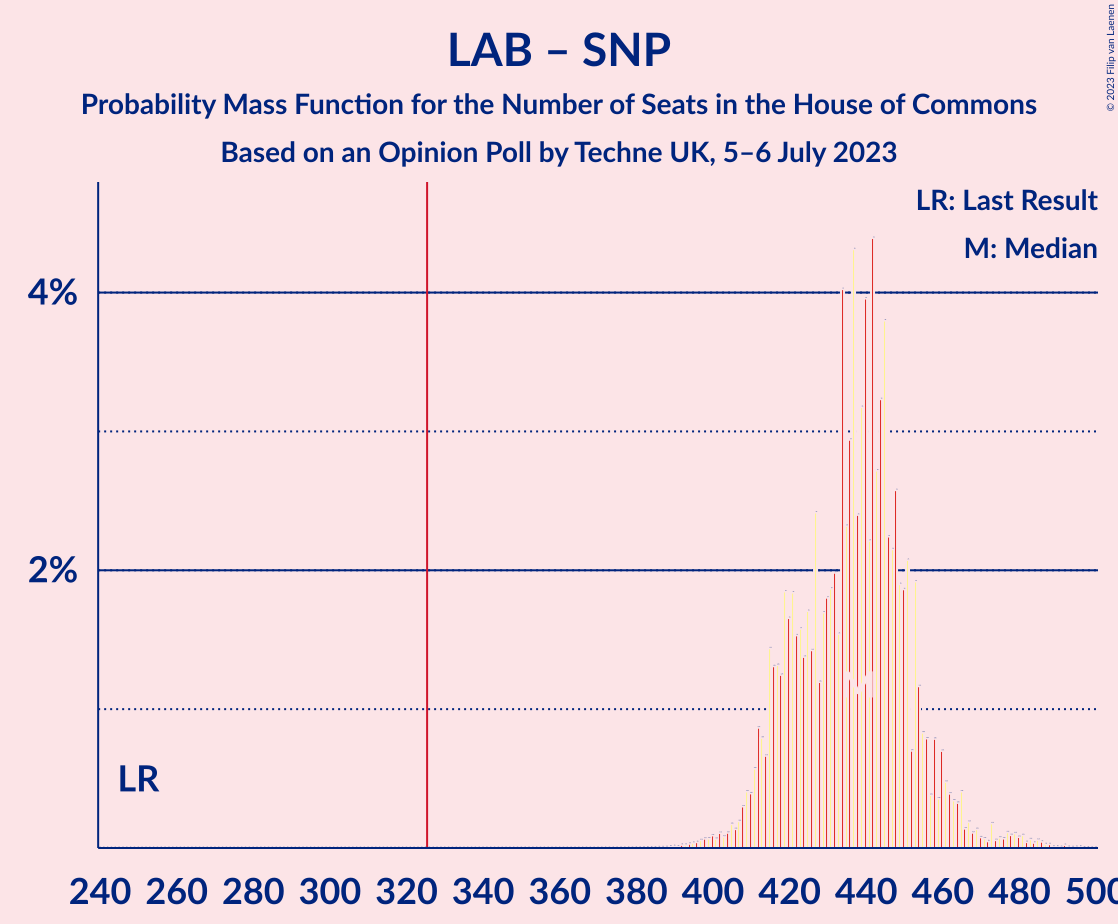 LAB – SNP
Probability Mass Function for the Number of Seats in the House of Commons
Based on an Opinion Poll by Techne UK, 5–6 July 2023
© 2023 Filip van Laenen
LR: Last Result
M: Median
4%
2%
LR
240 260 280 300 320 340 360 380 400 420 440 460 480 500